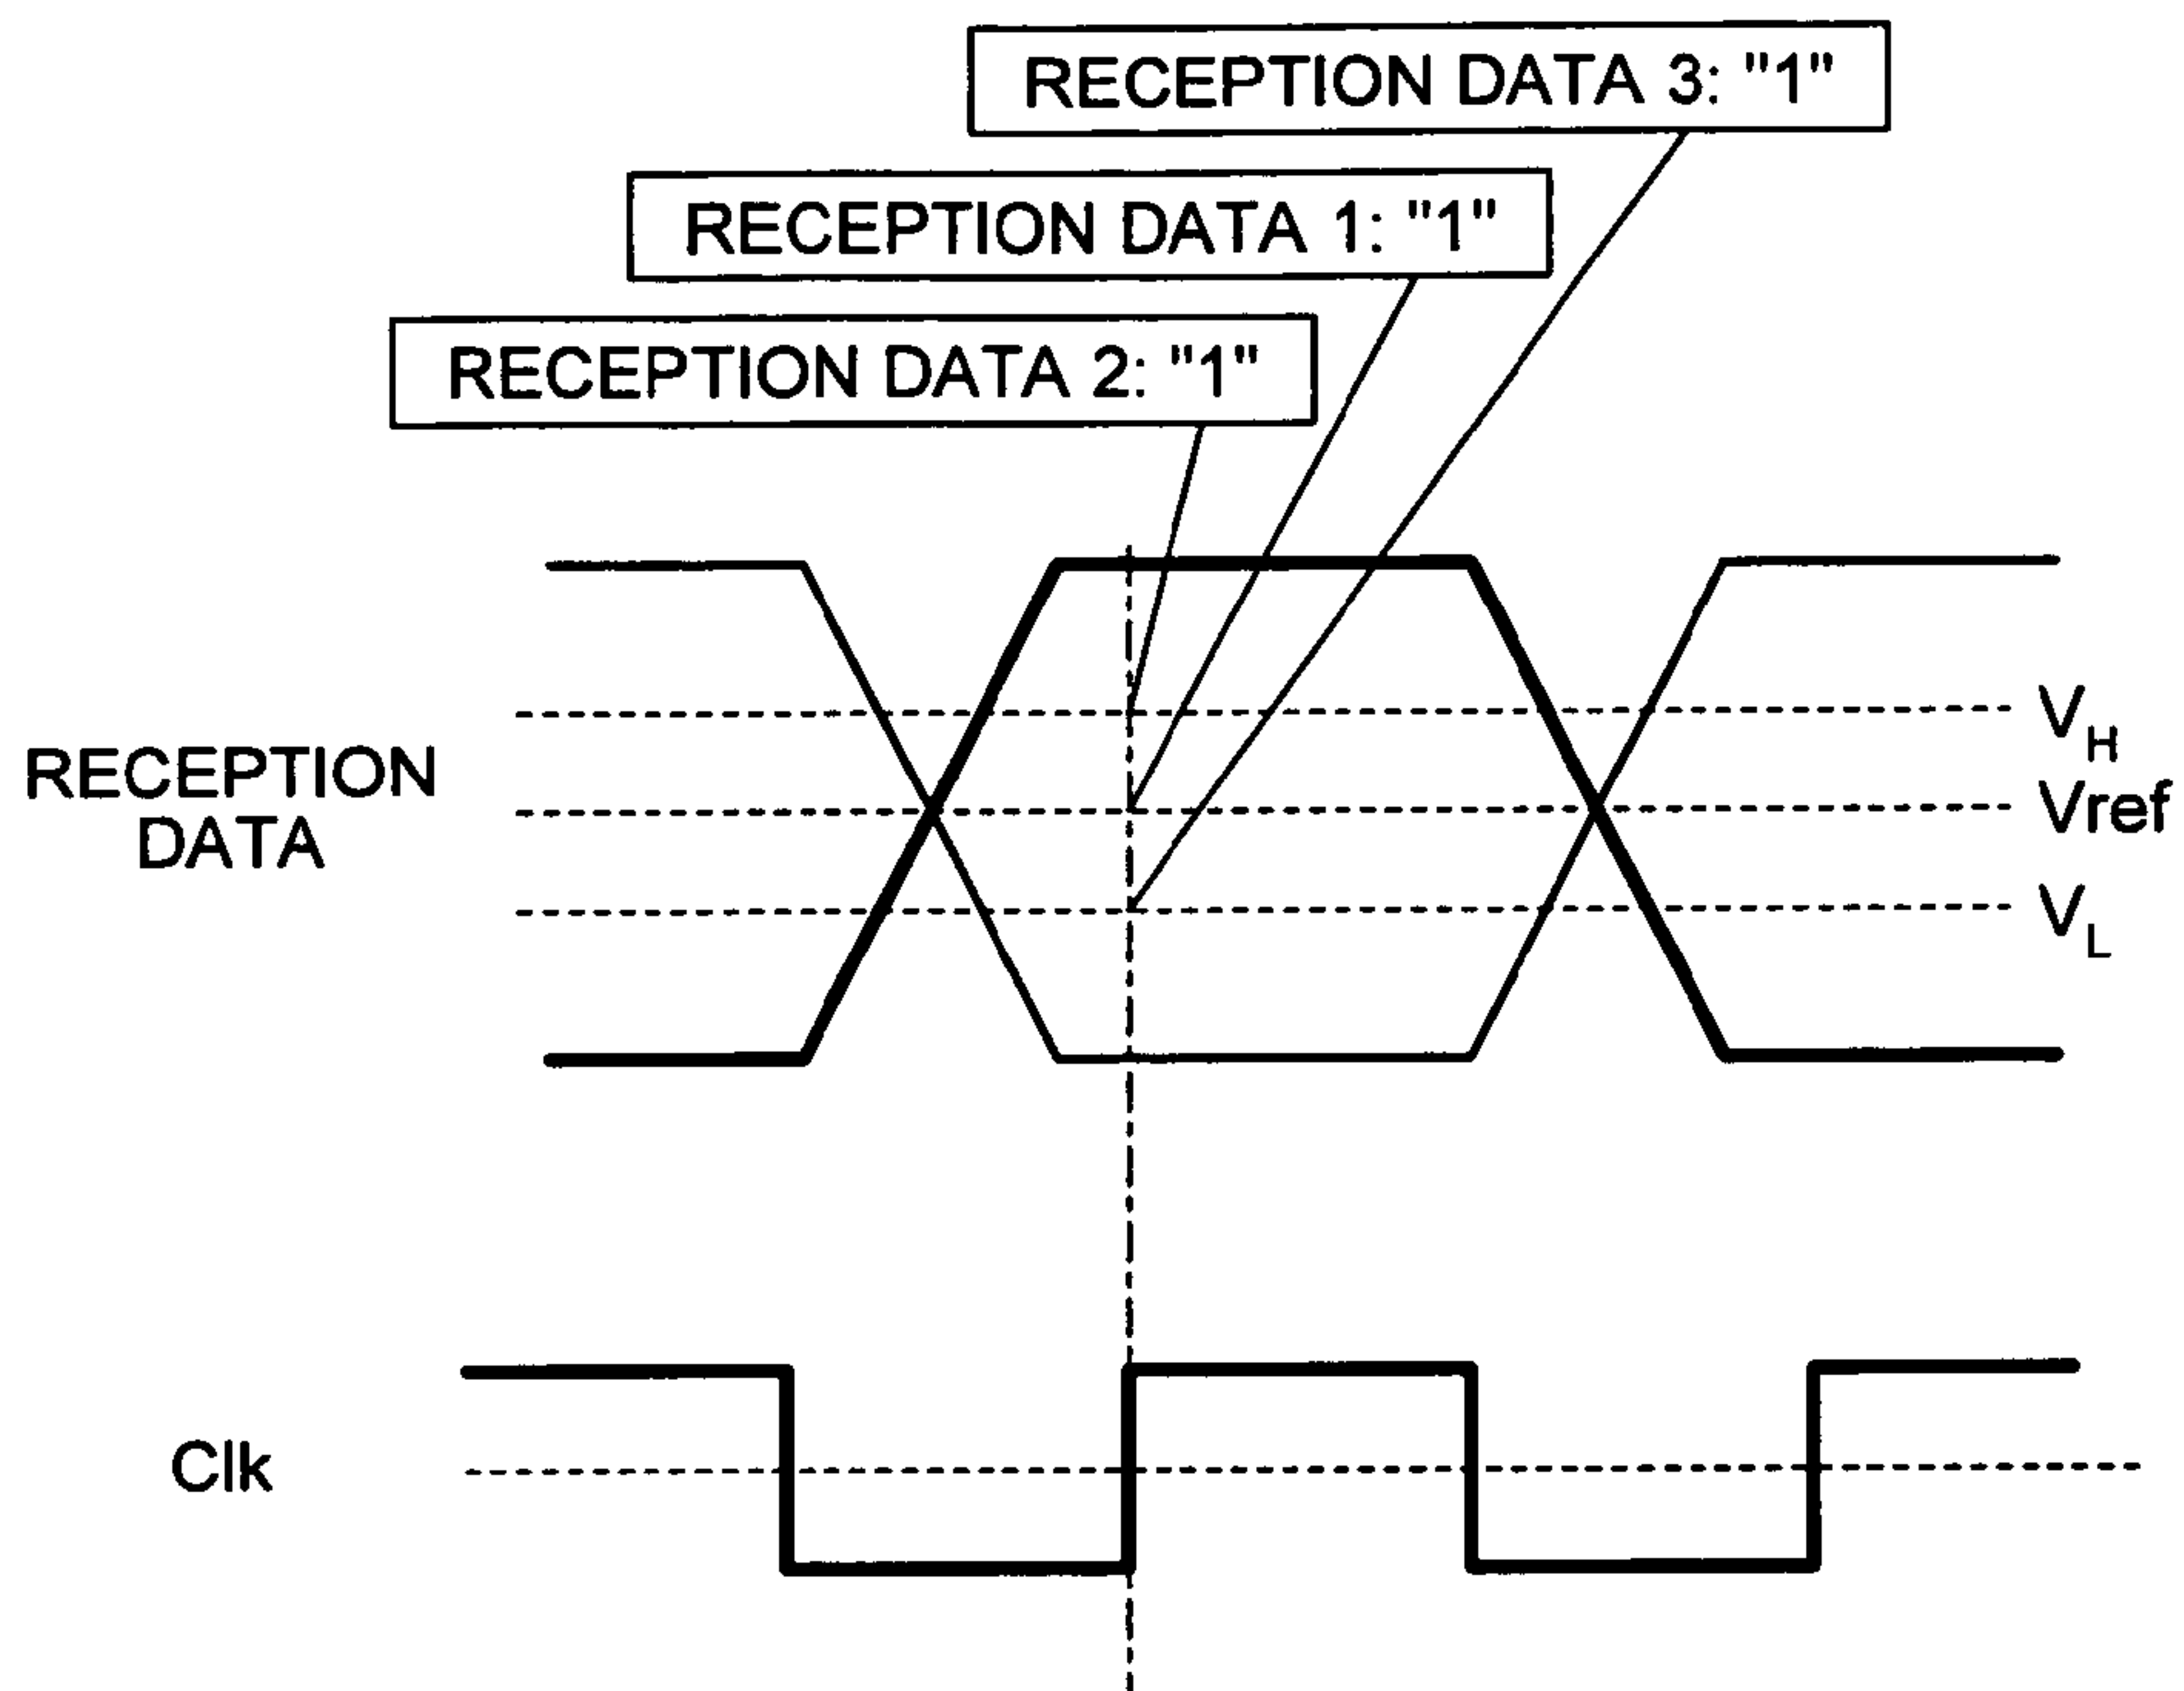 RECEPTION DATA 3: "1"
RECEPTION DATA 1: "1"
RECEPTION DATA 2: "1"
VH
RECEPTION
DATA
Vref
VL
Clk